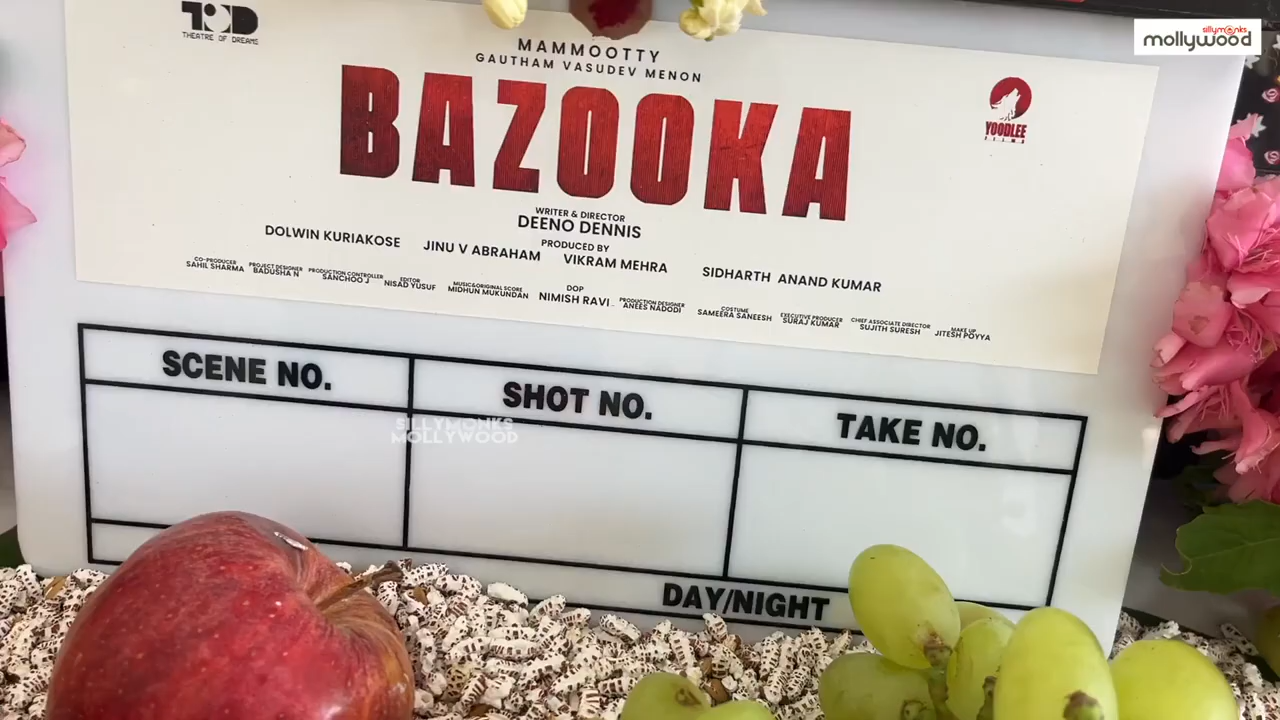 TOD
THEATRE OF DREAMS
sillymonks
mollywood
MAMMOOTTY
GAUTHAM VASUDEV MENON
BAZOOKA
YOODLEE
FILMS
WRITER & DIRECTOR
DEENO DENNIS
PRODUCED BY
DOLWIN KURIAKOSE JINU V ABRAHAM VIKRAM MEHRA SIDHARTH ANAND KUMAR
CO-PRODUCER
SAHIL SHARMA
PROJECT DESIGNER
BADUSHA N
PRODUCTION CONTROLLER
SANCHOO J
EDITOR
NISAD YUSUF
MUSIC&ORIGINAL SCORE
MIDHUN MUKUNDAN
DOP
NIMISH RAVI
PRODUCTION DESIGNER
ANEES NADODI
COSTUME
SAMEERA SANEESH
EXECUTIVE PRODUCER
SURAJ KUMAR
CHIEF ASSOCIATE DIRECTOR
SUJITH SURESH
MAKE UP
JITESH POYYA
SCENE NO. SHOT NO. TAKE NO.
SILLYMONKS
MOLLYWOOD
DAY/NIGHT